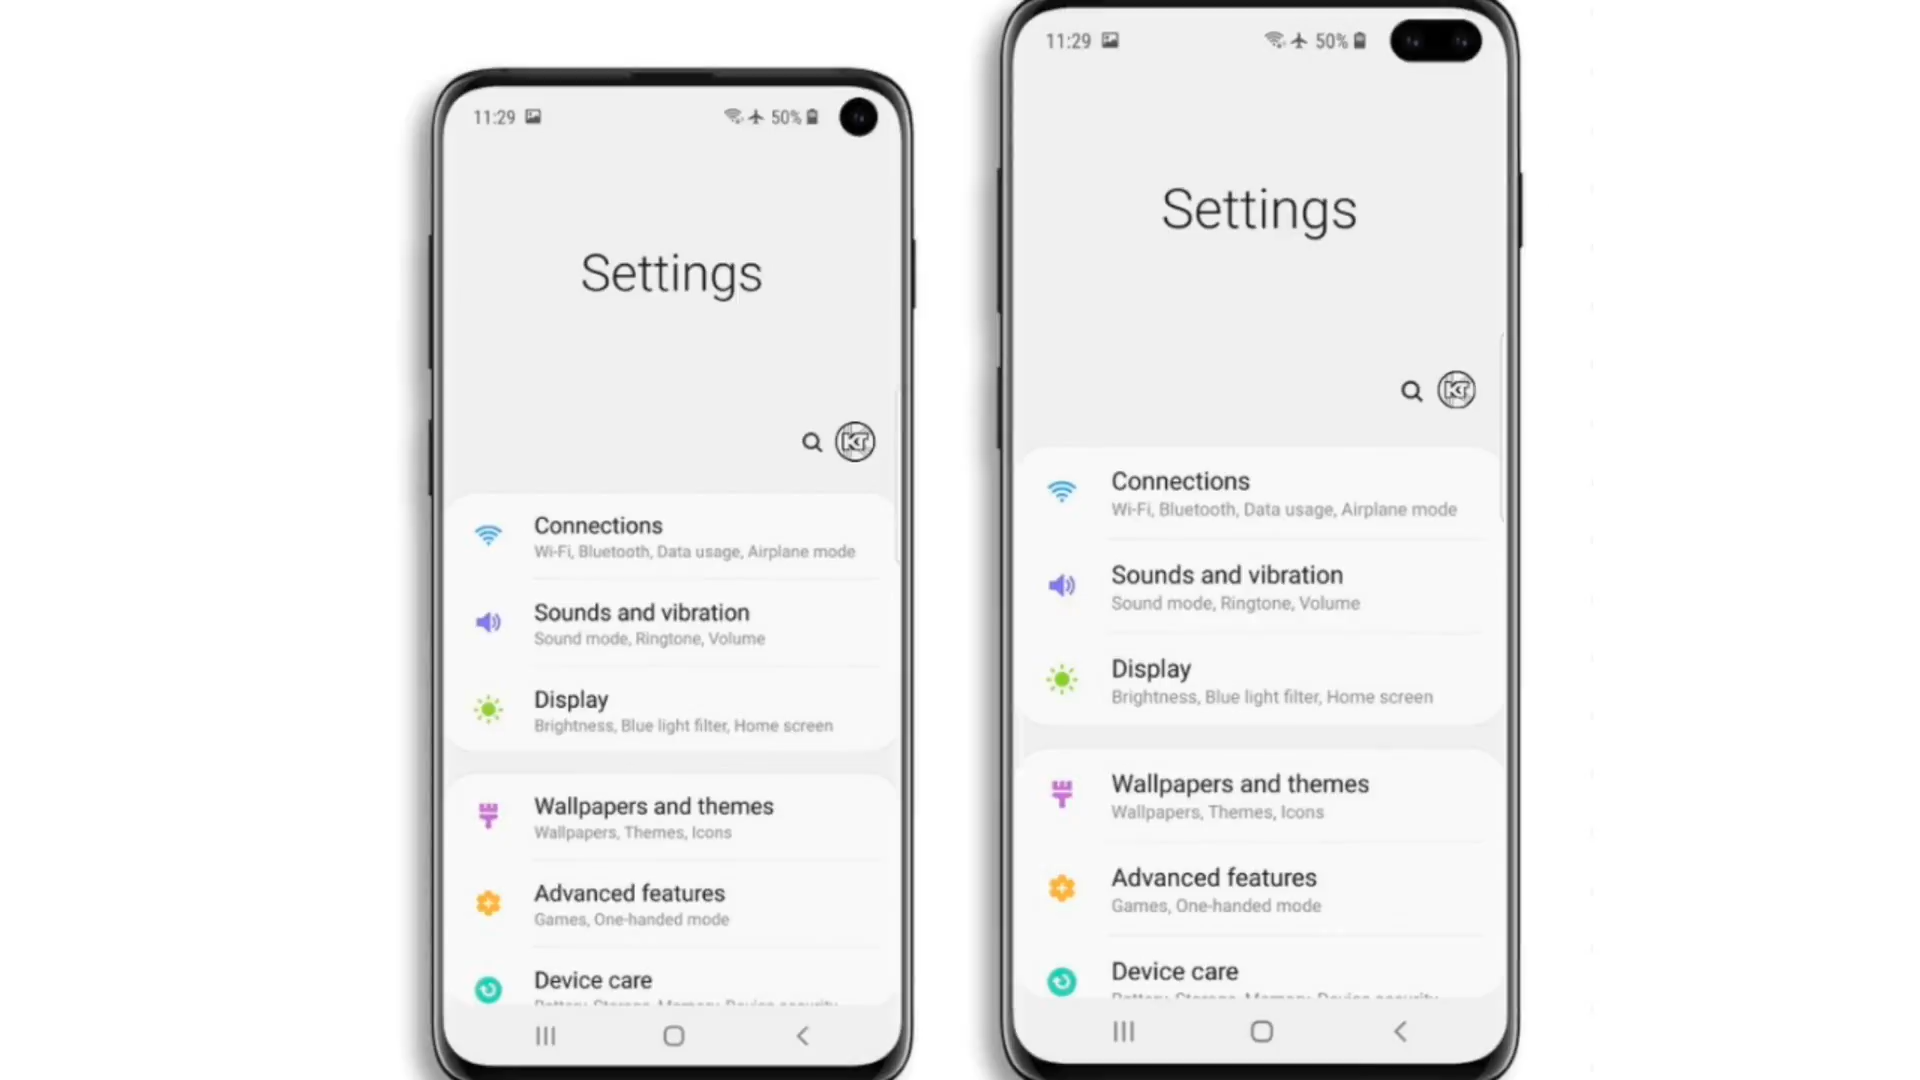 11:29
50%
Settings
KT
Connections
Wi-Fi, Bluetooth, Data usage, Airplane mode
Sounds and vibration
Sound mode, Ringtone, Volume
Display
Brightness, Blue light filter, Home screen
Wallpapers and themes
Wallpapers, Themes, Icons
Advanced features
Games, One-handed mode
Device care
Battery, Storage, Memory, Device security
11:29
50%
Settings
KT
Connections
Wi-Fi, Bluetooth, Data usage, Airplane mode
Sounds and vibration
Sound mode, Ringtone, Volume
Display
Brightness, Blue light filter, Home screen
Wallpapers and themes
Wallpapers, Themes, Icons
Advanced features
Games, One-handed mode
Device care
Battery, Storage, Memory, Device security